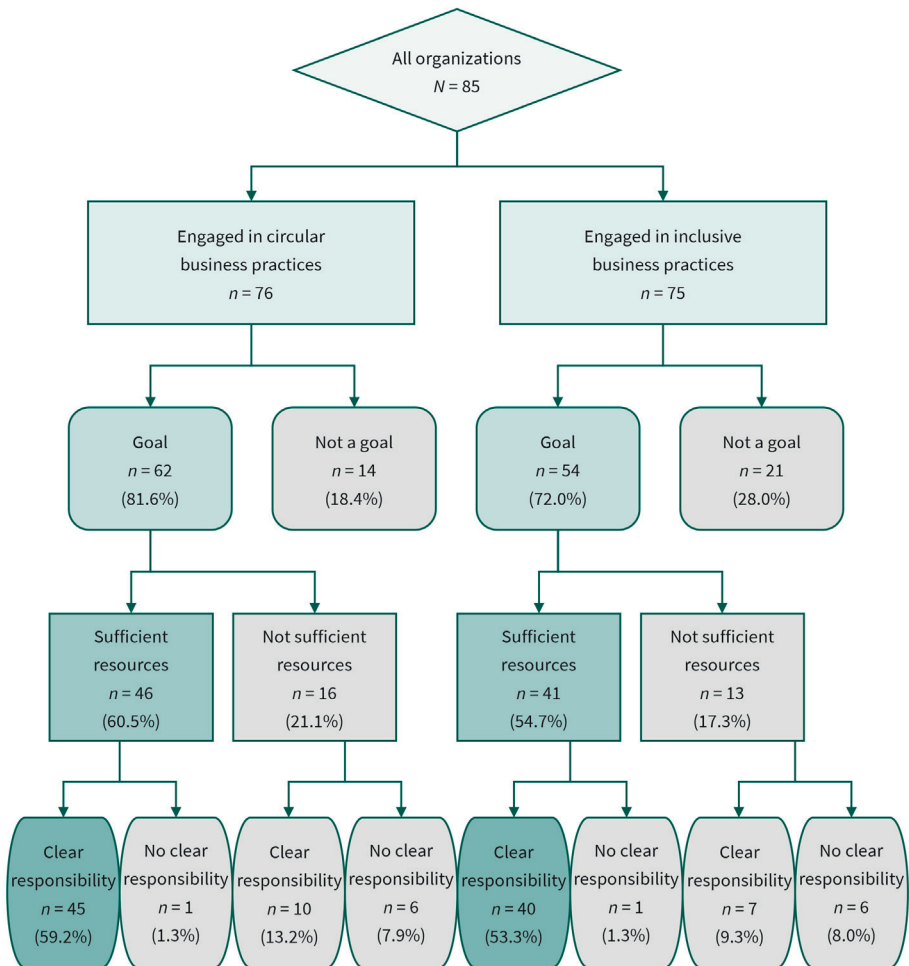 All organizations
N = 85
Engaged in circular
business practices
n = 76
Engaged in inclusive
business practices
n = 75
Goal
n = 62
(81.6%)
Not a goal
n = 14
(18.4%)
Goal
n = 54
(72.0%)
Not a goal
n = 21
(28.0%)
Sufficient
resources
n = 46
(60.5%)
Not sufficient
resources
n = 16
(21.1%)
Sufficient
resources
n = 41
(54.7%)
Not sufficient
resources
n = 13
(17.3%)
Clear
responsibility
n = 45
(59.2%)
No clear
responsibility
n = 1
(1.3%)
Clear
responsibility
n = 10
(13.2%)
No clear
responsibility
n = 6
(7.9%)
Clear
responsibility
n = 40
(53.3%)
No clear
responsibility
n = 1
(1.3%)
Clear
responsibility
n = 7
(9.3%)
No clear
responsibility
n = 6
(8.0%)